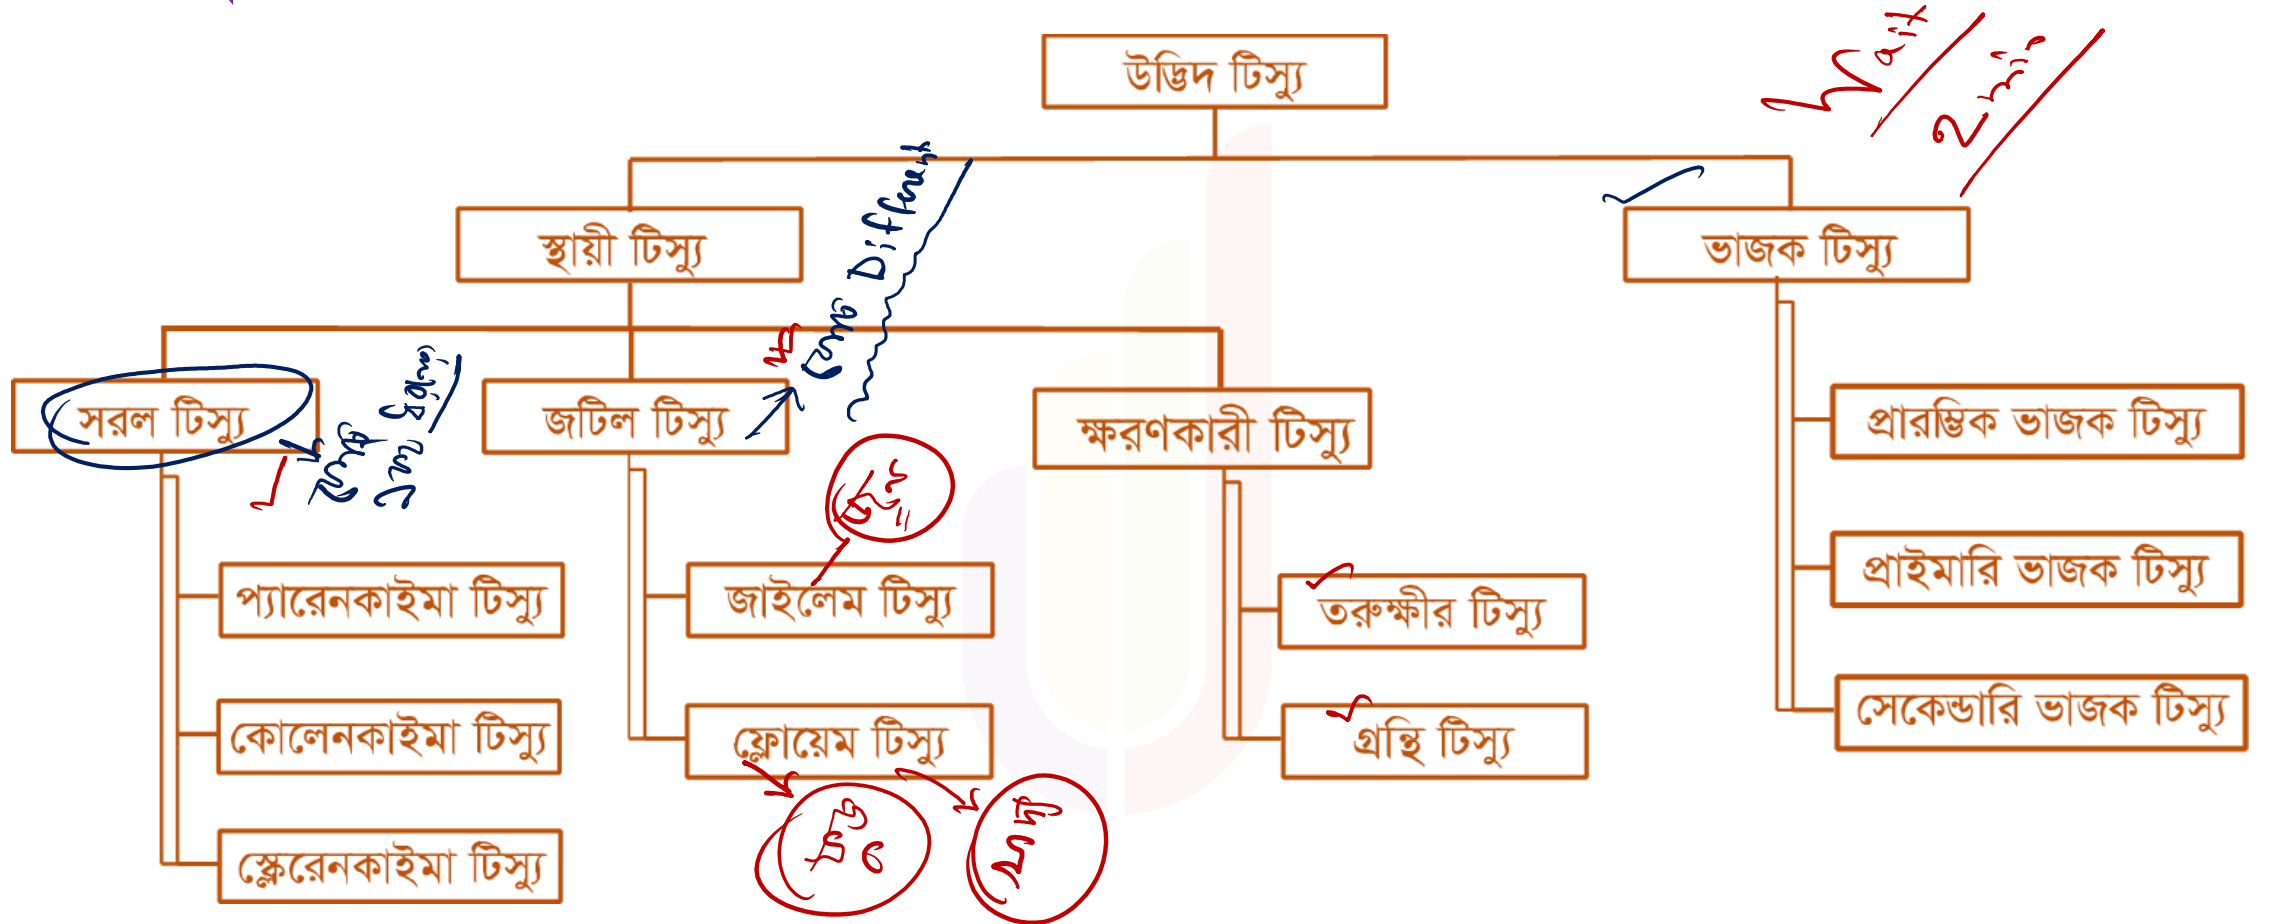 উদ্ভিদ টিস্যু
Wait
2 min
স্থায়ী টিস্যু
Different
ভাজক টিস্যু
সরল টিস্যু
জটিল টিস্যু
ক্ষরণকারী টিস্যু
প্রারম্ভিক ভাজক টিস্যু
প্যারেনকাইমা টিস্যু
জাইলেম টিস্যু
তরুক্ষীর টিস্যু
প্রাইমারি ভাজক টিস্যু
কোলেনকাইমা টিস্যু
ফ্লোয়েম টিস্যু
গ্রন্থি টিস্যু
সেকেন্ডারি ভাজক টিস্যু
স্ক্লেরেনকাইমা টিস্যু